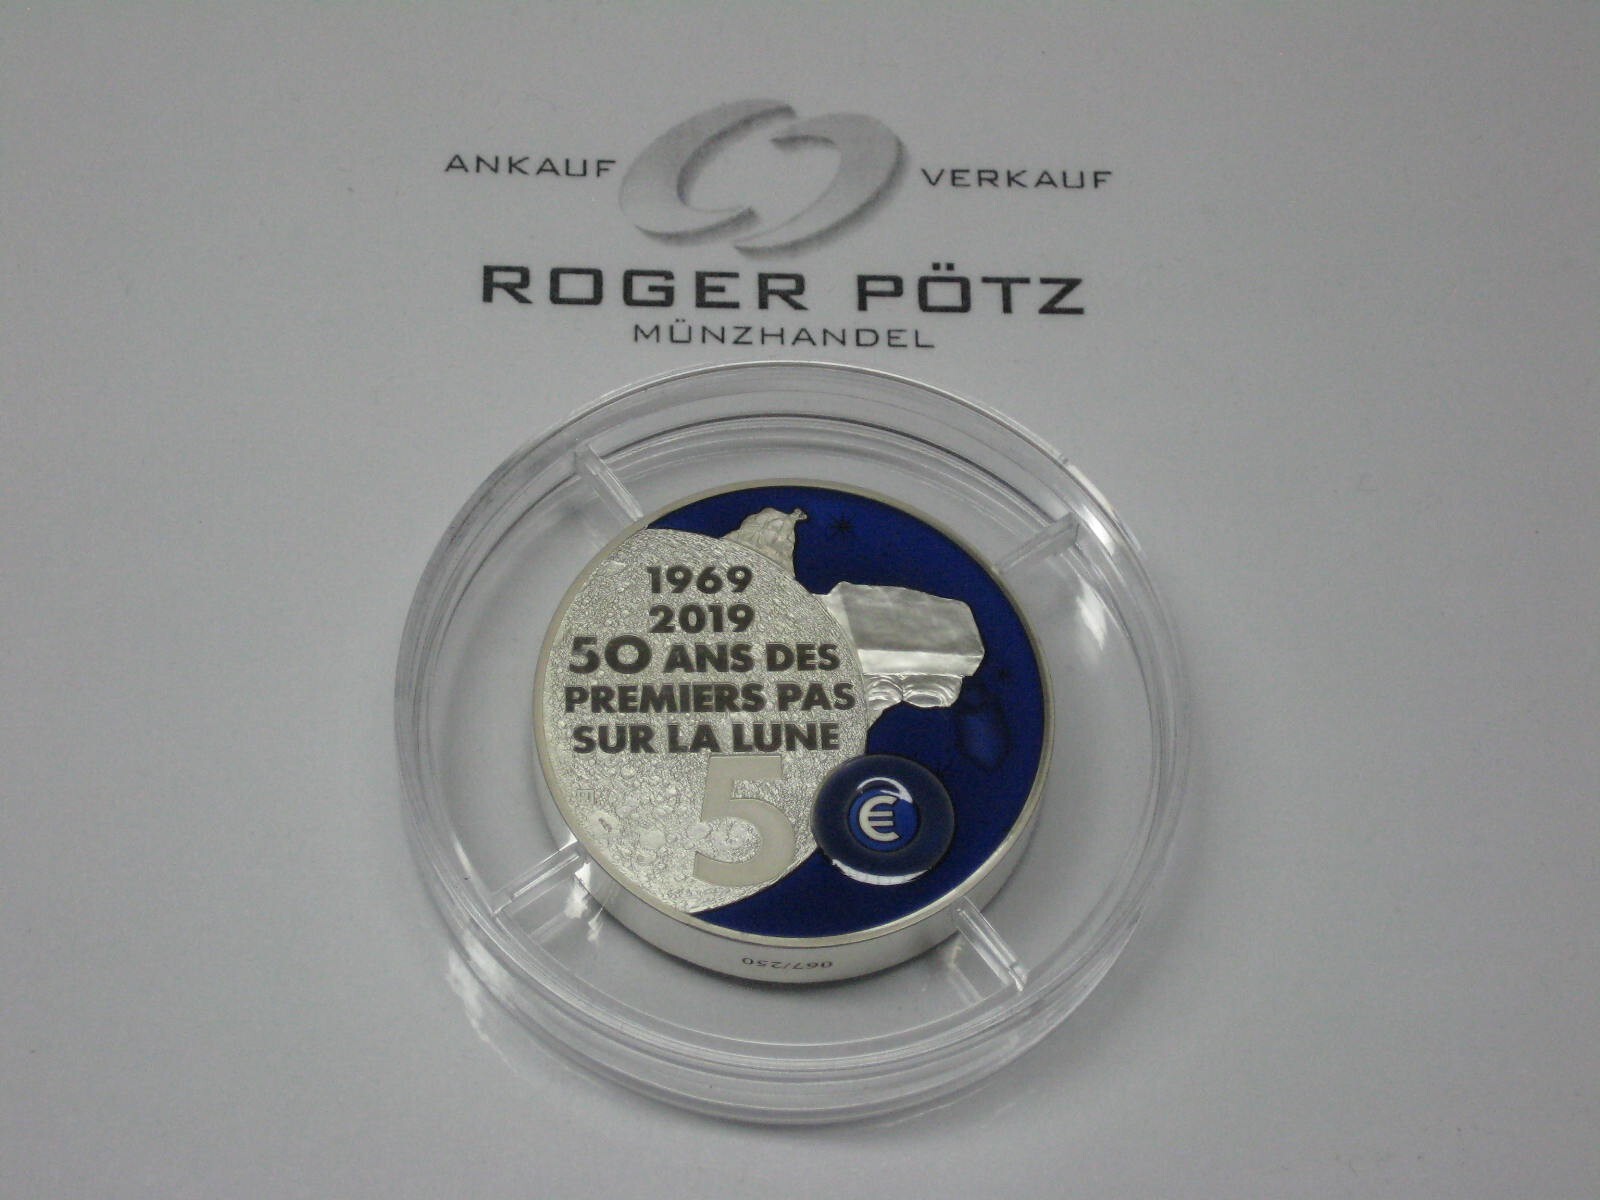 ANKAUF VERKAUF
ROGER PÖTZ
MÜNZHANDEL
1969
2019
50 ANS DES
PREMIERS PAS
SUR LA LUNE
5 €
067/250